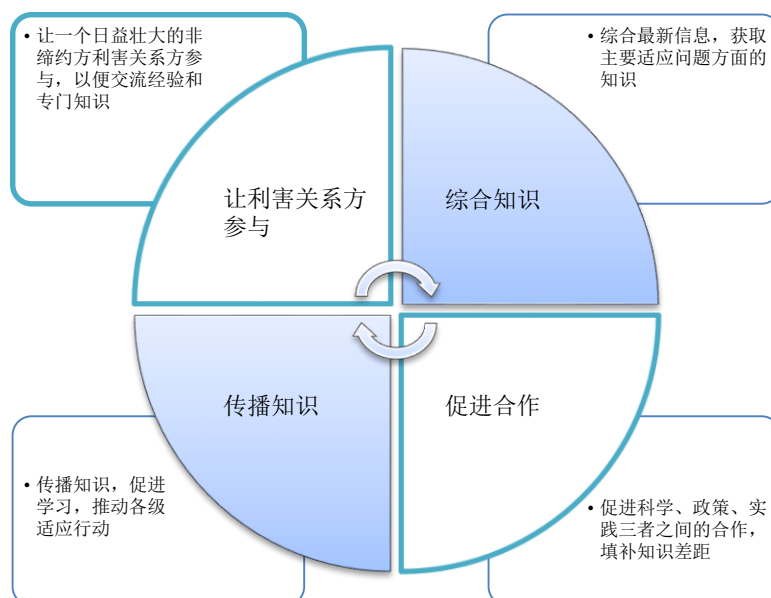 • 让一个日益壮大的非
缔约方利害关系方参
与，以便交流经验和
专门知识
• 综合最新信息，获取
主要适应问题方面的
知识
让利害关系方
参与
综合知识
传播知识
促进合作
• 传播知识，促进
学习，推动各级
适应行动
• 促进科学、政策、实
践三者之间的合作，
填补知识差距